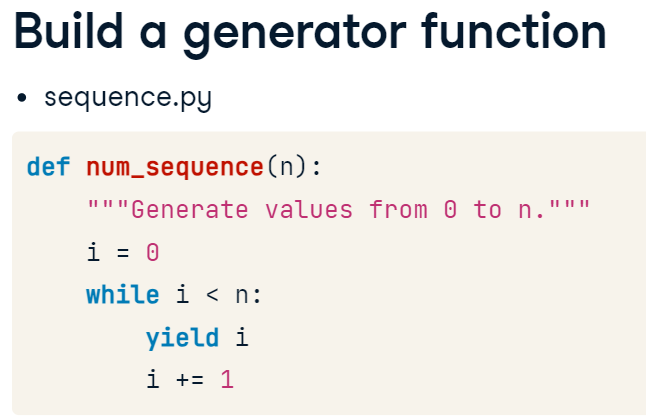 Build a generator function
• sequence.py
def num_sequence(n):
    """Generate values from 0 to n."""
    i = 0
    while i < n:
        yield i
        i += 1